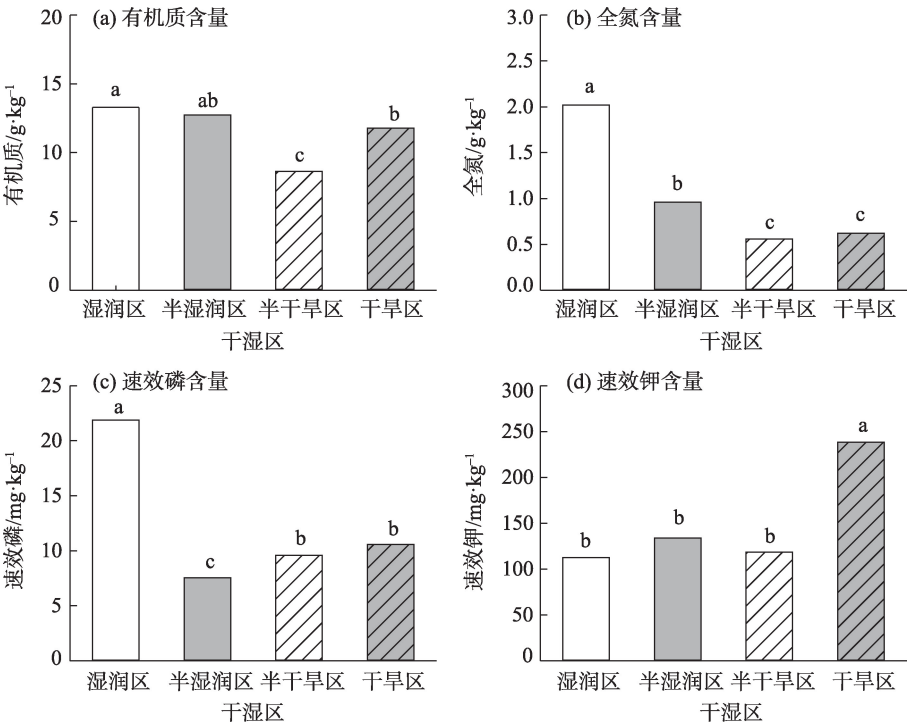 (a) 有机质含量
有机质/g·kg⁻¹
20
15
10
5
0
a
ab
c
b
湿润区
半湿润区
半干旱区
干旱区
干湿区
(b) 全氮含量
全氮/g·kg⁻¹
3.0
2.5
2.0
1.5
1.0
0.5
0.0
a
b
c
c
湿润区
半湿润区
半干旱区
干旱区
干湿区
(c) 速效磷含量
速效磷/mg·kg⁻¹
25
20
15
10
5
0
a
c
b
b
湿润区
半湿润区
半干旱区
干旱区
干湿区
(d) 速效钾含量
速效钾/mg·kg⁻¹
300
250
200
150
100
50
0
b
b
b
a
湿润区
半湿润区
半干旱区
干旱区
干湿区